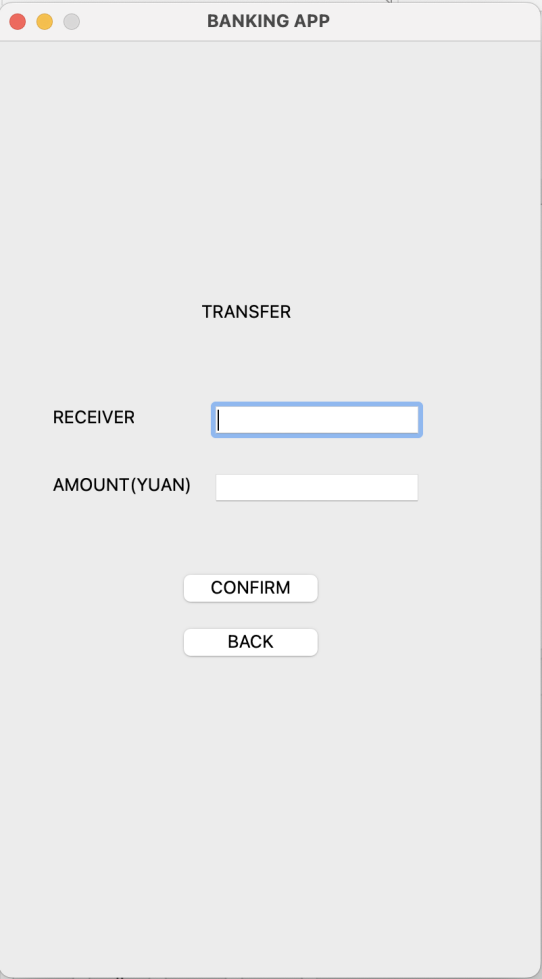 BANKING APP
TRANSFER
RECEIVER
AMOUNT(YUAN)
CONFIRM
BACK